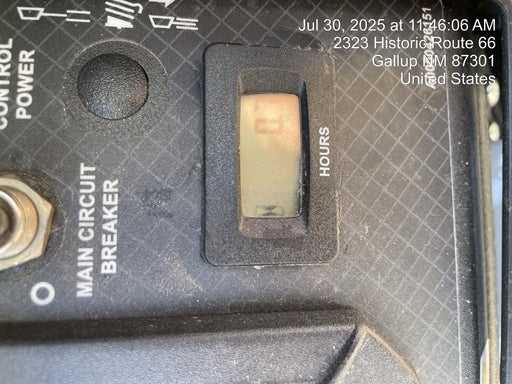 Jul 30, 2025 at 11:46:06 AM
2323 Historic Route 66
Gallup NM 87301
United States
CONTROL
POWER
MAIN CIRCUIT
BREAKER
HOURS
0